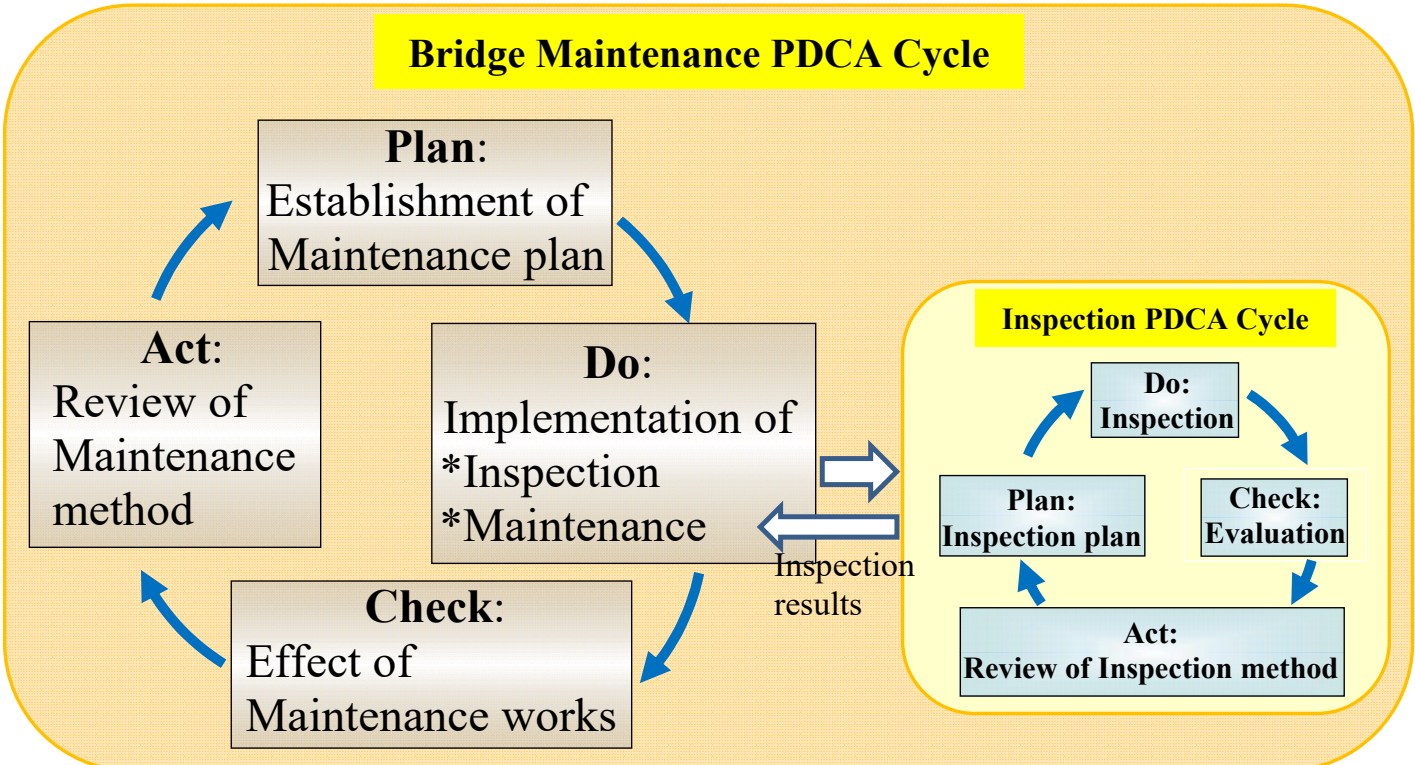 Bridge Maintenance PDCA Cycle
Plan:
Establishment of
Maintenance plan
Do:
Implementation of
*Inspection
*Maintenance
Check:
Effect of
Maintenance works
Act:
Review of
Maintenance
method
Inspection
results
Inspection PDCA Cycle
Do:
Inspection
Check:
Evaluation
Act:
Review of Inspection method
Plan:
Inspection plan